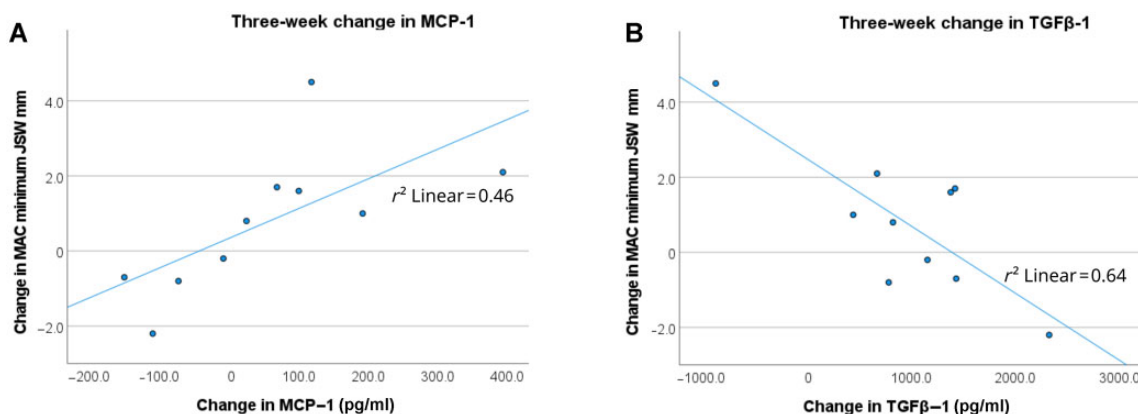 A
Three-week change in MCP-1
Change in MAC minimum JSW mm
4.0
2.0
0
−2.0
r² Linear=0.46
−200.0 −100.0 0 100.0 200.0 300.0 400.0
Change in MCP−1 (pg/ml)
B
Three-week change in TGFβ-1
Change in MAC minimum JSW mm
4.0
2.0
0
−2.0
r² Linear=0.64
−1000.0 0 1000.0 2000.0 3000.0
Change in TGFβ−1 (pg/ml)